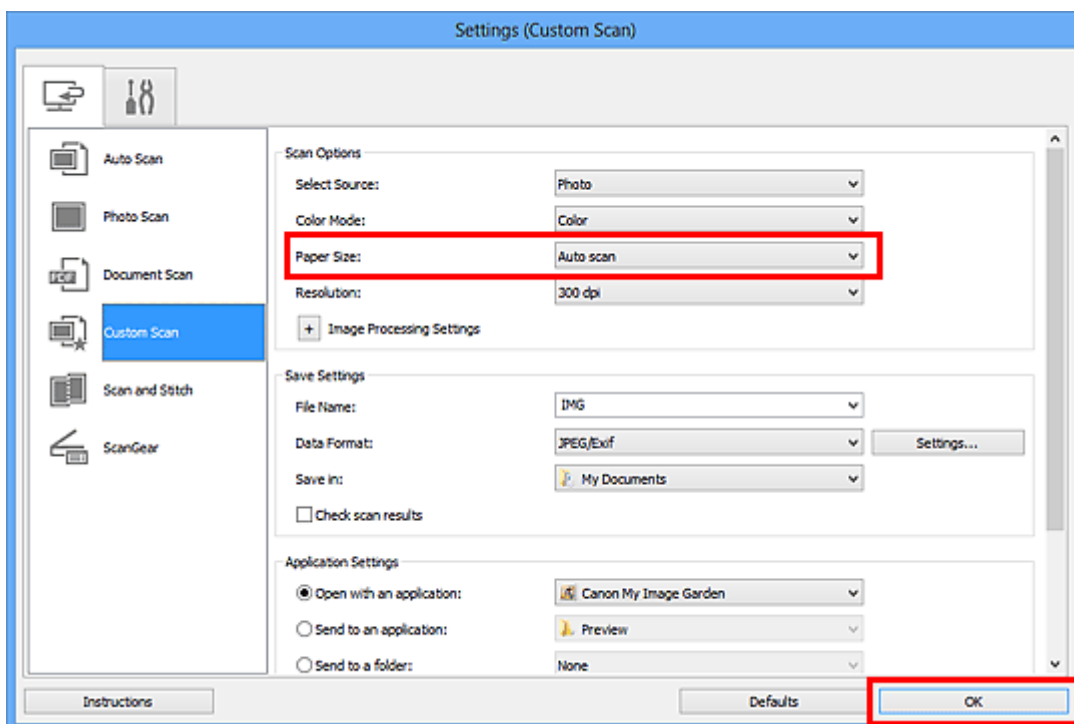 Settings (Custom Scan)
Auto Scan
Photo Scan
Document Scan
Custom Scan
Scan and Stitch
ScanGear
Scan Options
Select Source: Photo
Color Mode: Color
Paper Size: Auto scan
Resolution: 300 dpi
+ Image Processing Settings
Save Settings
File Name: IMG
Data Format: JPEG/Exif Settings...
Save in: My Documents
Check scan results
Application Settings
Open with an application: Canon My Image Garden
Send to an application: Preview
Send to a folder: None
Instructions Defaults OK